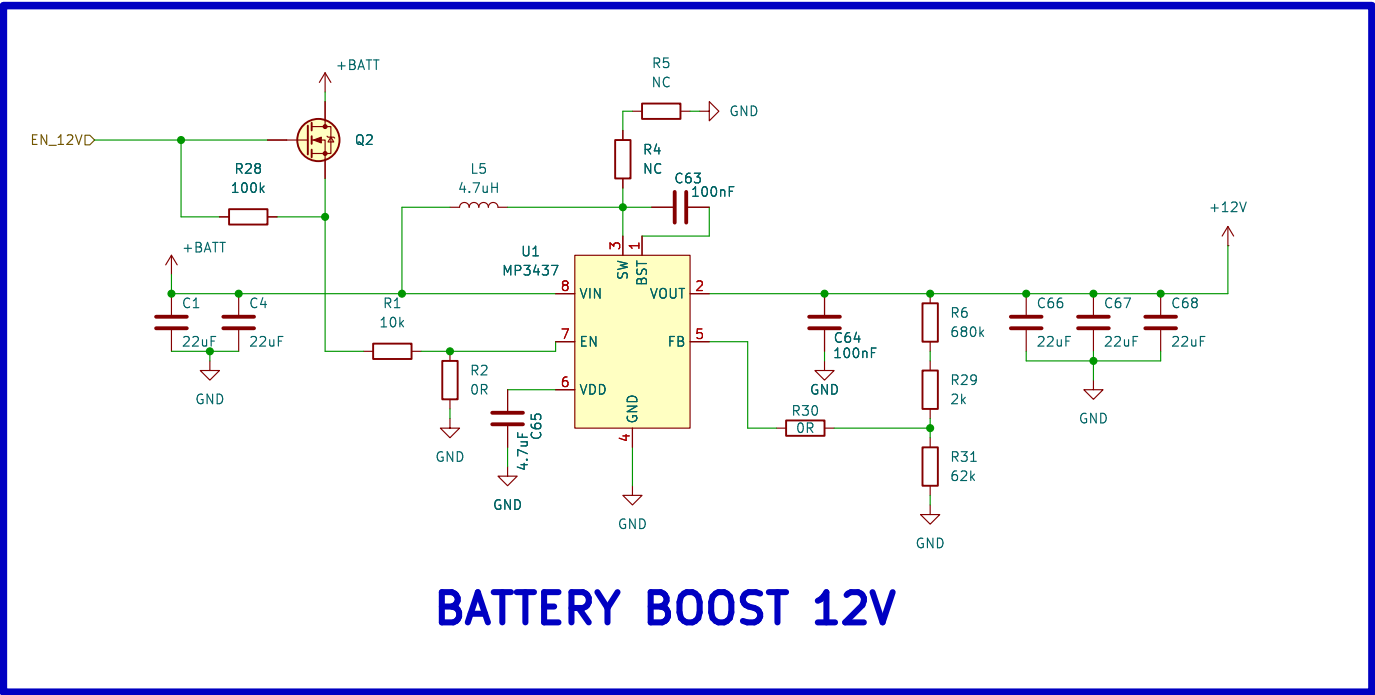 +BATT
EN_12V
Q2
R28
100k
R5
NC
GND
R4
NC
L5
4.7uH
C63
100nF
+12V
+BATT
U1
MP3437
3
1
SW
BST
8
VIN
VOUT
2
7
EN
FB
5
6
VDD
GND
4
C1
22uF
C4
22uF
GND
R1
10k
R2
0R
GND
C65
4.7uF
GND
GND
C64
100nF
GND
R6
680k
R29
2k
R30
0R
R31
62k
GND
C66
22uF
C67
22uF
C68
22uF
GND
BATTERY BOOST 12V